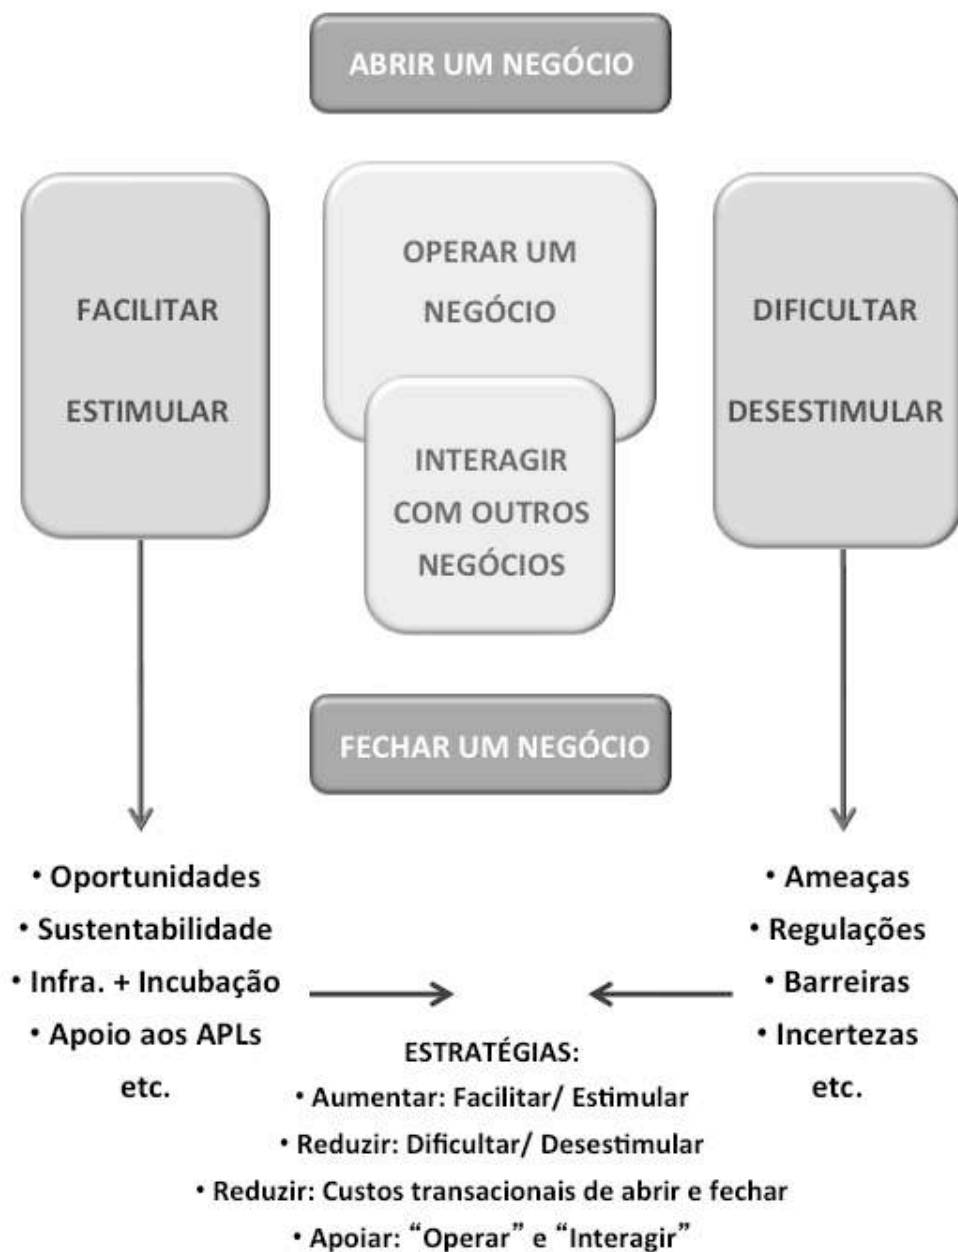 ABRIR UM NEGÓCIO
FACILITAR
ESTIMULAR
OPERAR UM
NEGÓCIO
INTERAGIR
COM OUTROS
NEGÓCIOS
DIFICULTAR
DESESTIMULAR
FECHAR UM NEGÓCIO
• Oportunidades
• Sustentabilidade
• Infra. + Incubação
• Apoio aos APLs
etc.
• Ameaças
• Regulações
• Barreiras
• Incertezas
etc.
ESTRATÉGIAS:
• Aumentar: Facilitar/ Estimular
• Reduzir: Dificultar/ Desestimular
• Reduzir: Custos transacionais de abrir e fechar
• Apoiar: “Operar” e “Interagir”